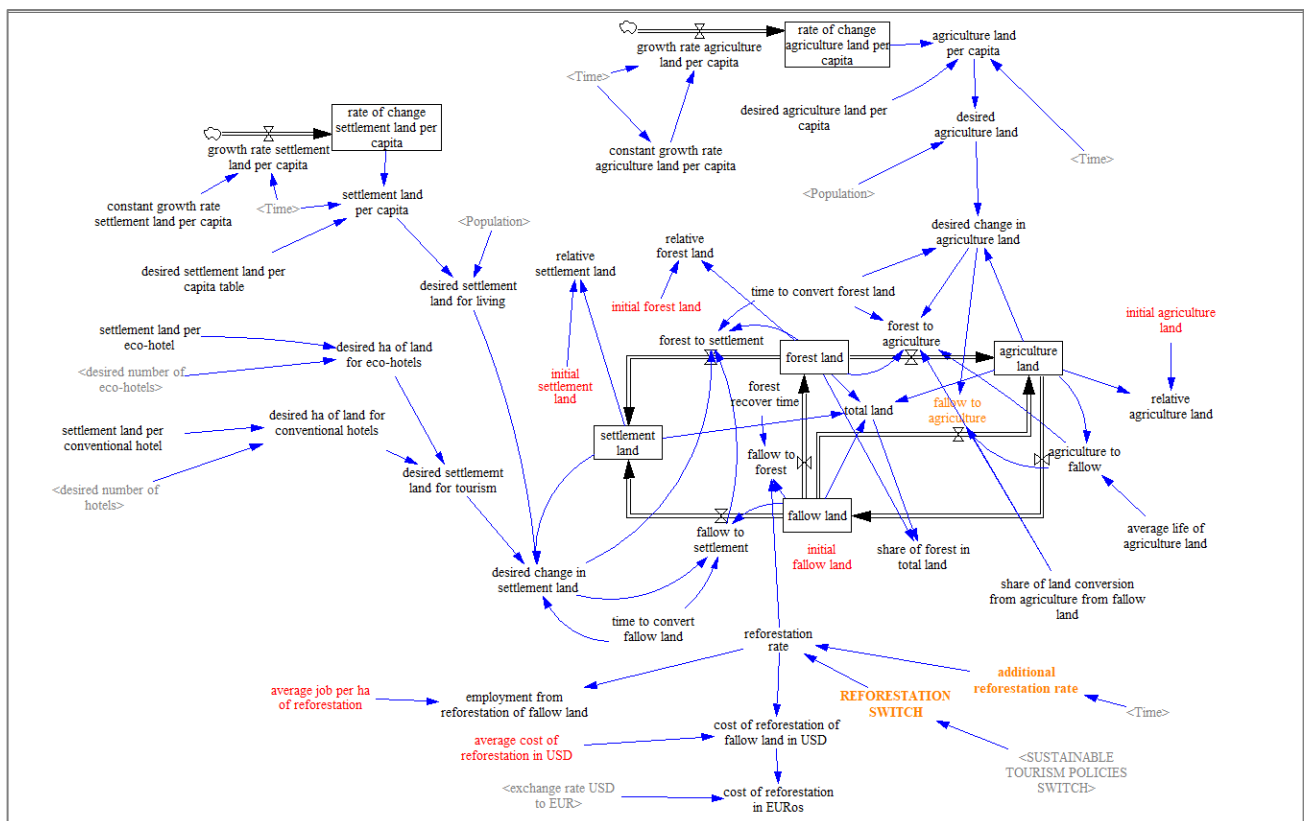 rate of change
agriculture land per
capita
growth rate agriculture
land per capita
agriculture land
per capita
<Time>
desired agriculture land per
capita
desired
agriculture land
constant growth rate
agriculture land per capita
<Time>
<Population>
rate of change
settlement land per
capita
growth rate settlement
land per capita
constant growth rate
settlement land per capita
<Time>
settlement land
per capita
<Population>
desired settlement land per
capita table
desired settlement
land for living
relative
settlement land
relative
forest land
desired change in
agriculture land
initial forest land
time to convert forest land
settlement land per
eco-hotel
desired ha of land
for eco-hotels
<desired number of
eco-hotels>
forest to settlement
forest to
agriculture
initial agriculture
land
forest land
agriculture
land
initial
settlement
land
forest
recover time
total land
fallow to
agriculture
relative
agriculture land
settlement land per
conventional hotel
desired ha of land for
conventional hotels
settlement
land
fallow to
forest
agriculture to
fallow
<desired number of
hotels>
desired settlememt
land for tourism
fallow land
fallow to
settlement
initial
fallow land
share of forest in
total land
average life of
agriculture land
desired change in
settlement land
share of land conversion
from agriculture from fallow
land
time to convert
fallow land
reforestation
rate
average job per ha
of reforestation
employment from
reforestation of fallow land
REFORESTATION
SWITCH
additional
reforestation rate
<Time>
average cost of
reforestation in USD
cost of reforestation of
fallow land in USD
<SUSTAINABLE
TOURISM POLICIES
SWITCH>
<exchange rate USD
to EUR>
cost of reforestation
in EURos